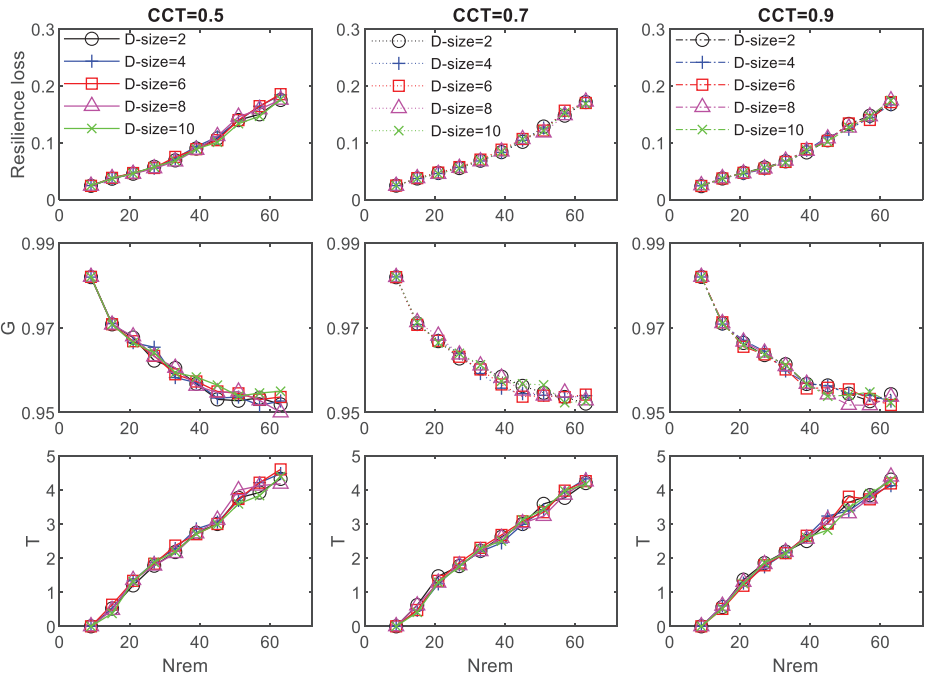 CCT=0.5
CCT=0.7
CCT=0.9
Resilience loss
0.3
0.2
0.1
0
D-size=2
D-size=4
D-size=6
D-size=8
D-size=10
0 20 40 60
0.3
0.2
0.1
0
D-size=2
D-size=4
D-size=6
D-size=8
D-size=10
0 20 40 60
0.3
0.2
0.1
0
D-size=2
D-size=4
D-size=6
D-size=8
D-size=10
0 20 40 60
G
0.99
0.97
0.95
0 20 40 60
0.99
0.97
0.95
0 20 40 60
0.99
0.97
0.95
0 20 40 60
T
5
4
3
2
1
0
0 20 40 60
Nrem
T
5
4
3
2
1
0
0 20 40 60
Nrem
T
5
4
3
2
1
0
0 20 40 60
Nrem